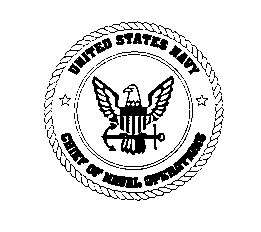 UNITED STATES NAVY
CHIEF OF NAVAL OPERATIONS